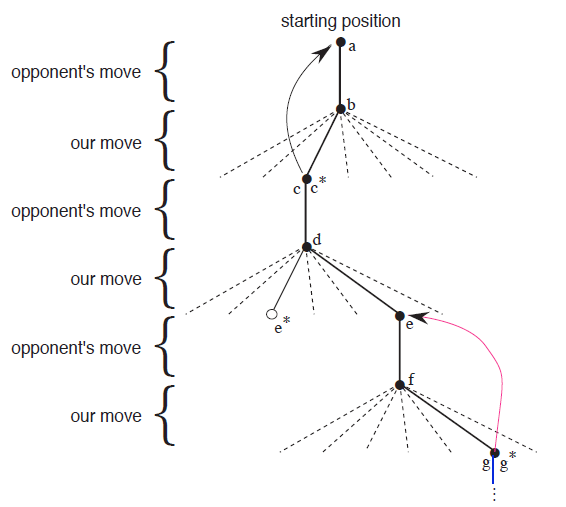 starting position
a
opponent's move
b
our move
c c*
opponent's move
d
our move
e*
e
opponent's move
f
our move
g g*